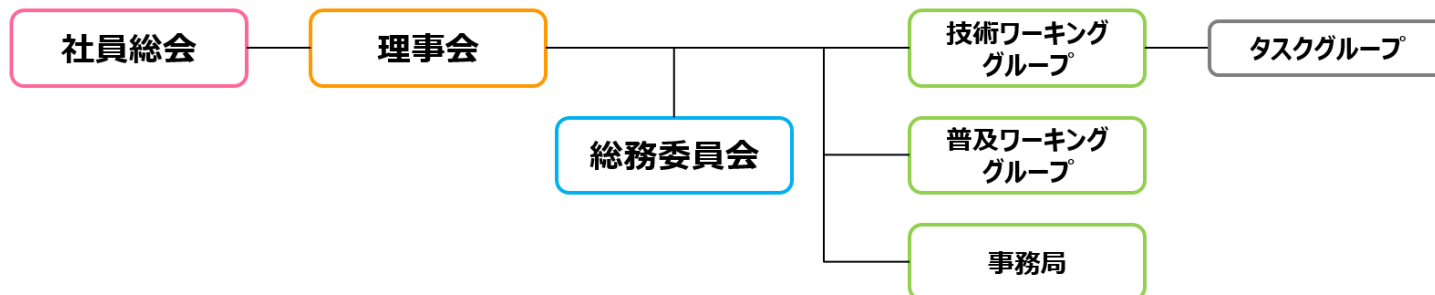 社員総会
理事会
総務委員会
技術ワーキング
グループ
普及ワーキング
グループ
事務局
タスクグループ